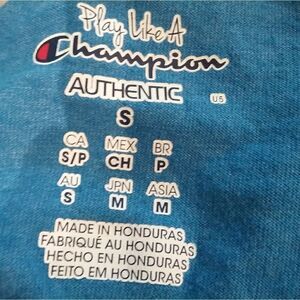 Play Like A
Champion
AUTHENTIC
US
S
CA MEX BR
S/P CH P
AU JPN ASIA
S M M
MADE IN HONDURAS
FABRIQUÉ AU HONDURAS
HECHO EN HONDURAS
FEITO EM HONDURAS